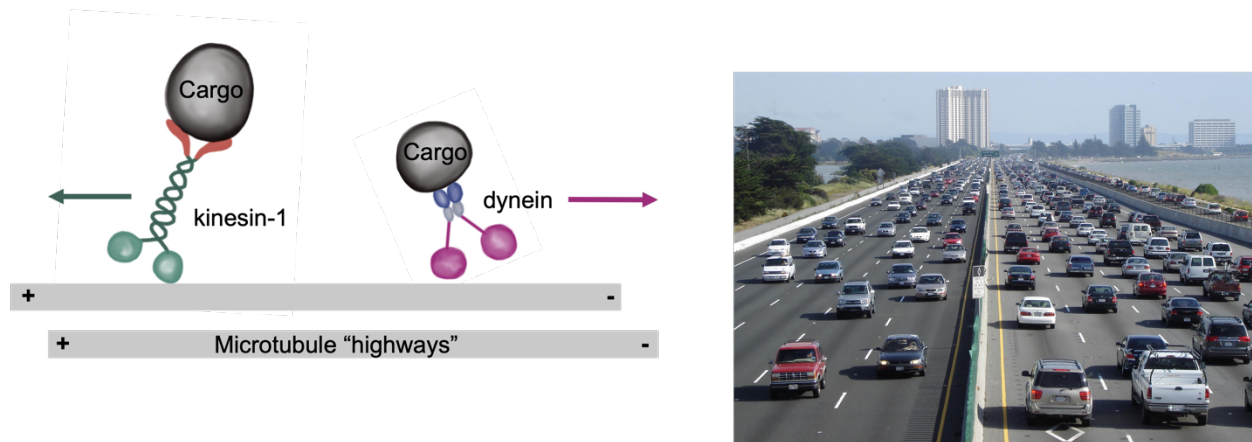 Cargo
kinesin-1
Cargo
dynein
+ -
+ Microtubule “highways” -